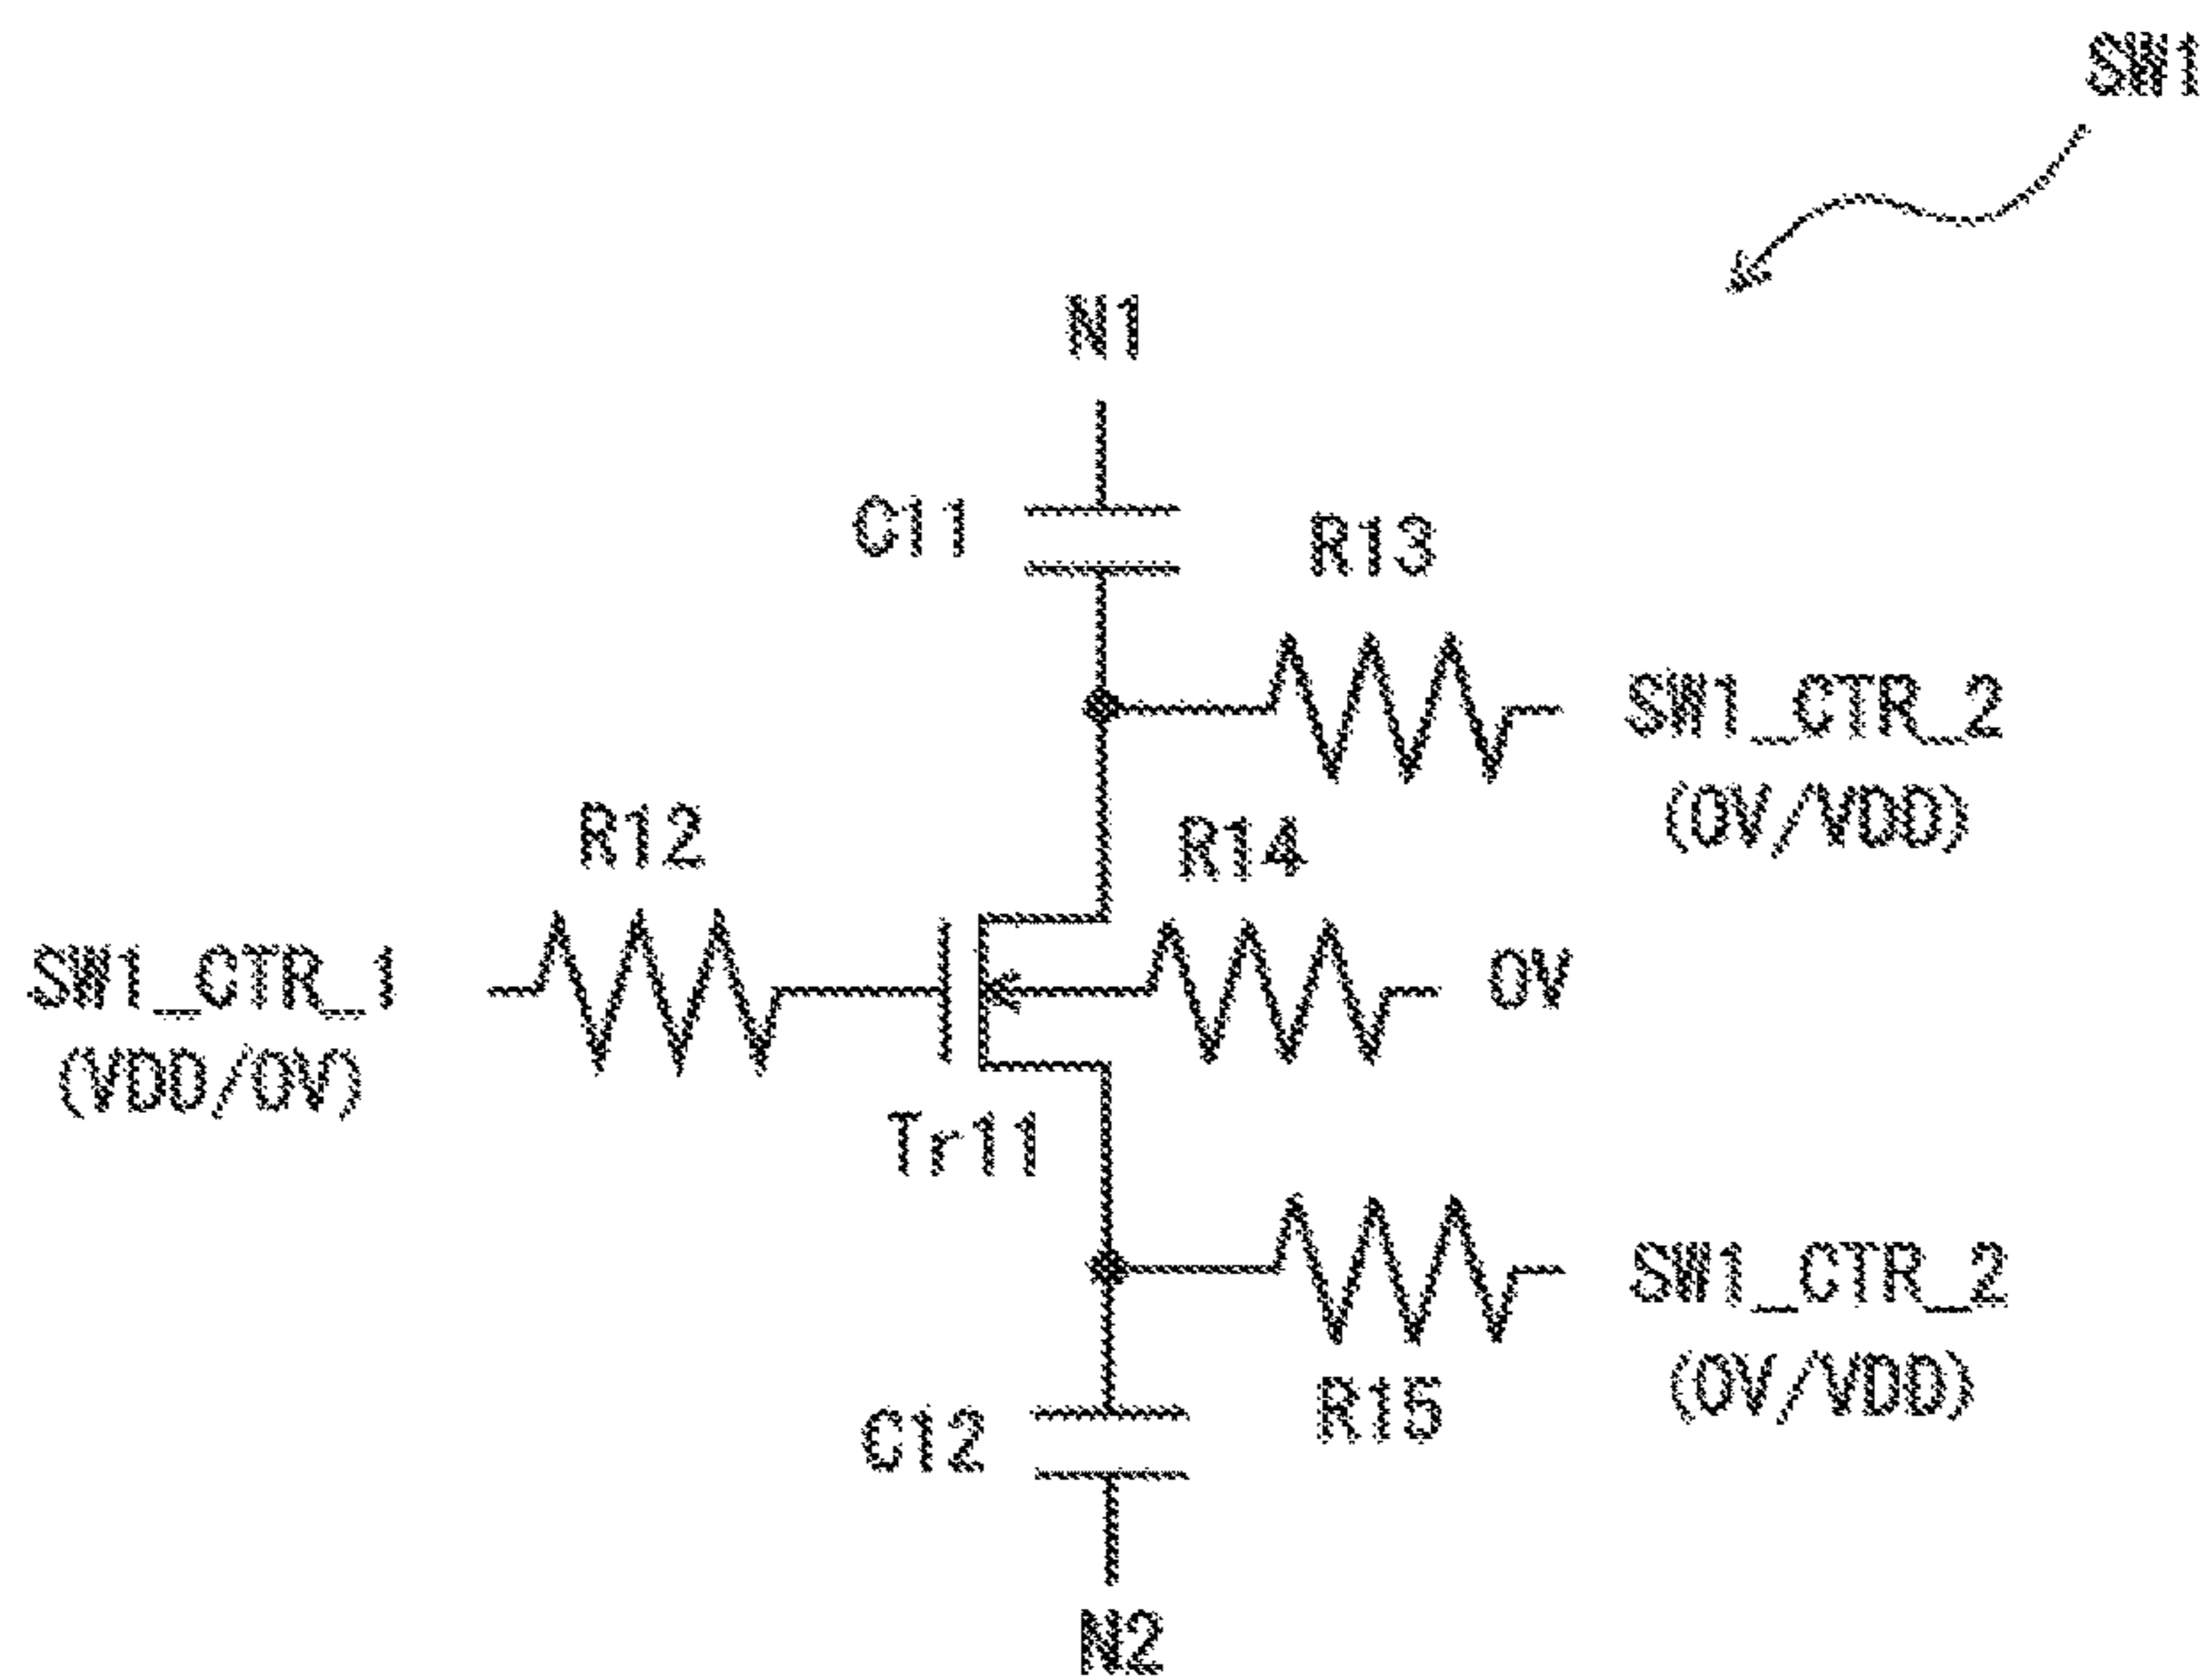 SW1
N1
C11
R13
SW1_CTR_2
(0V/VDD)
R12
R14
SW1_CTR_1
(VDD/0V)
0V
Tr11
SW1_CTR_2
(0V/VDD)
C12
R15
N2